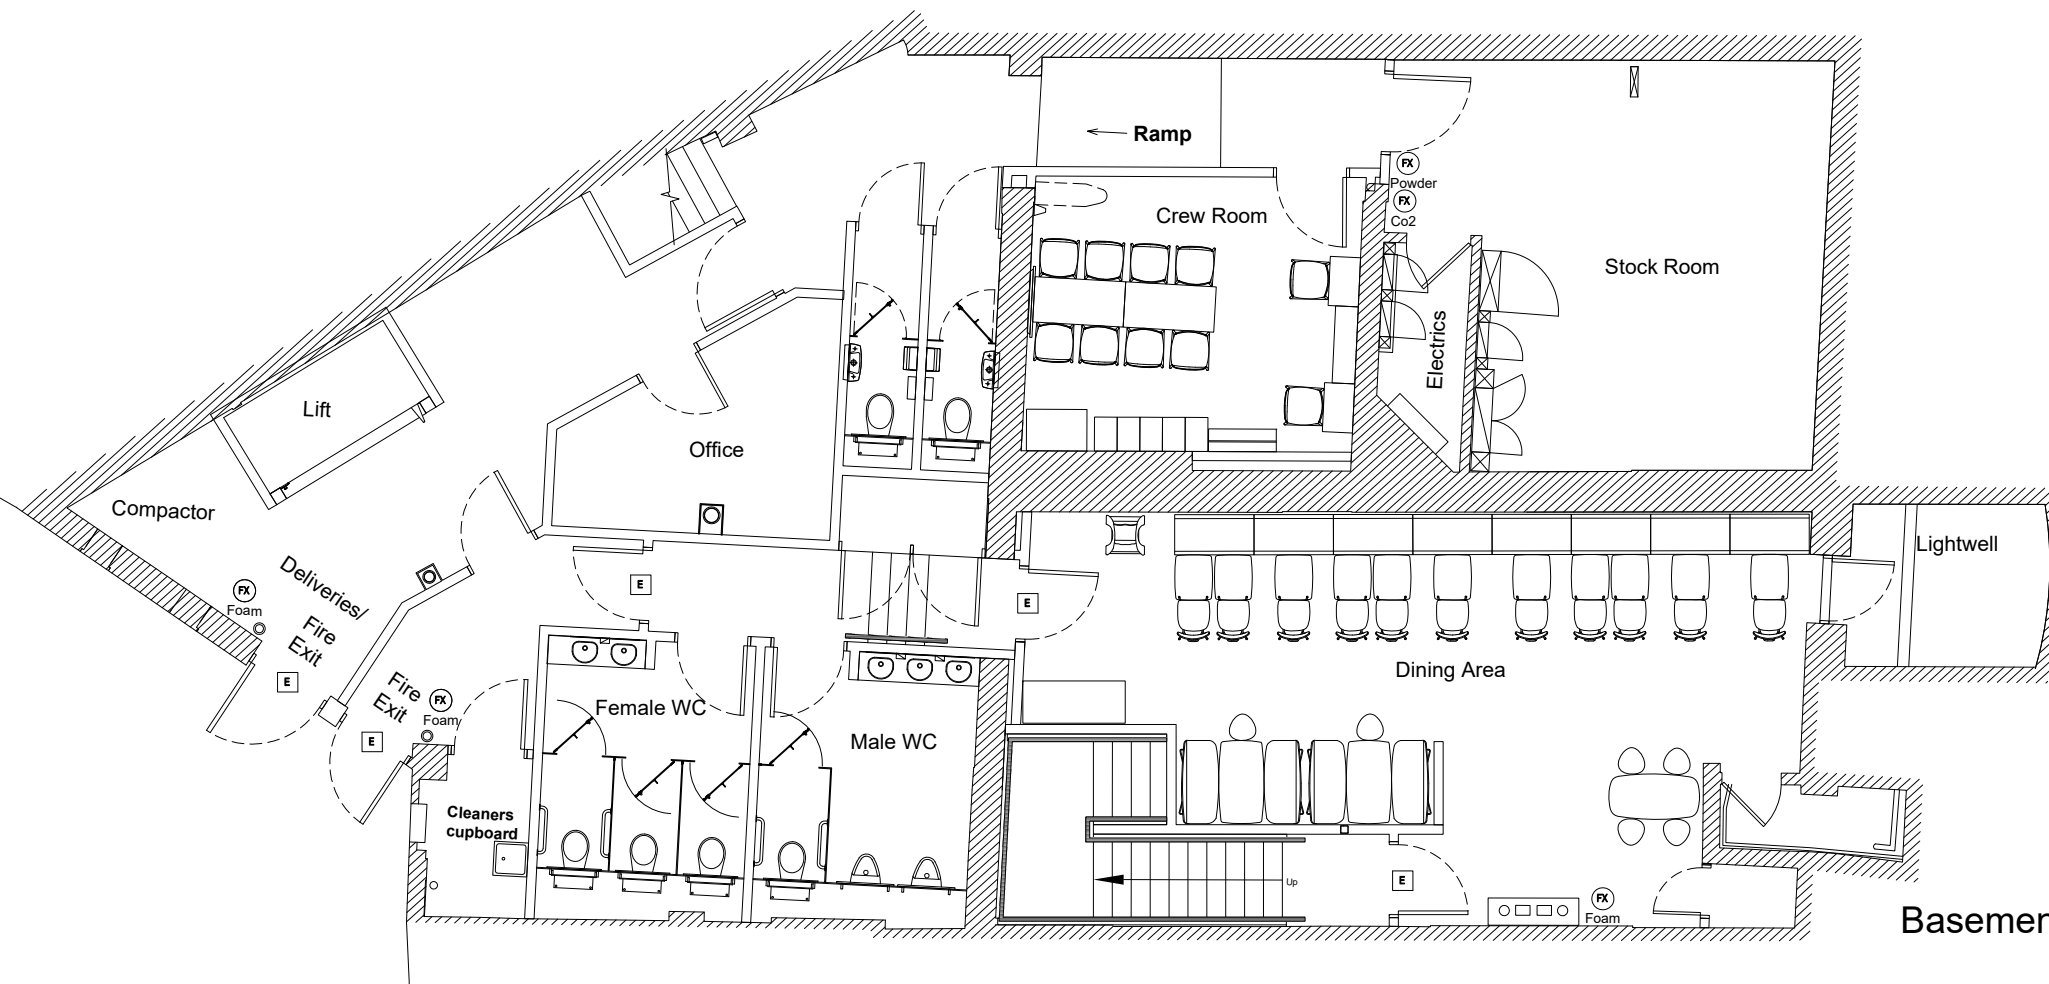 Ramp
FX
Powder
FX
Co2
Crew Room
Stock Room
Electrics
Lift
Office
Compactor
Lightwell
Deliveries/
Fire
Exit
FX
Foam
E
E
E
Dining Area
Fire
Exit
FX
Foam
E
Female WC
Male WC
Cleaners
cupboard
Up
E
FX
Foam
Basemen